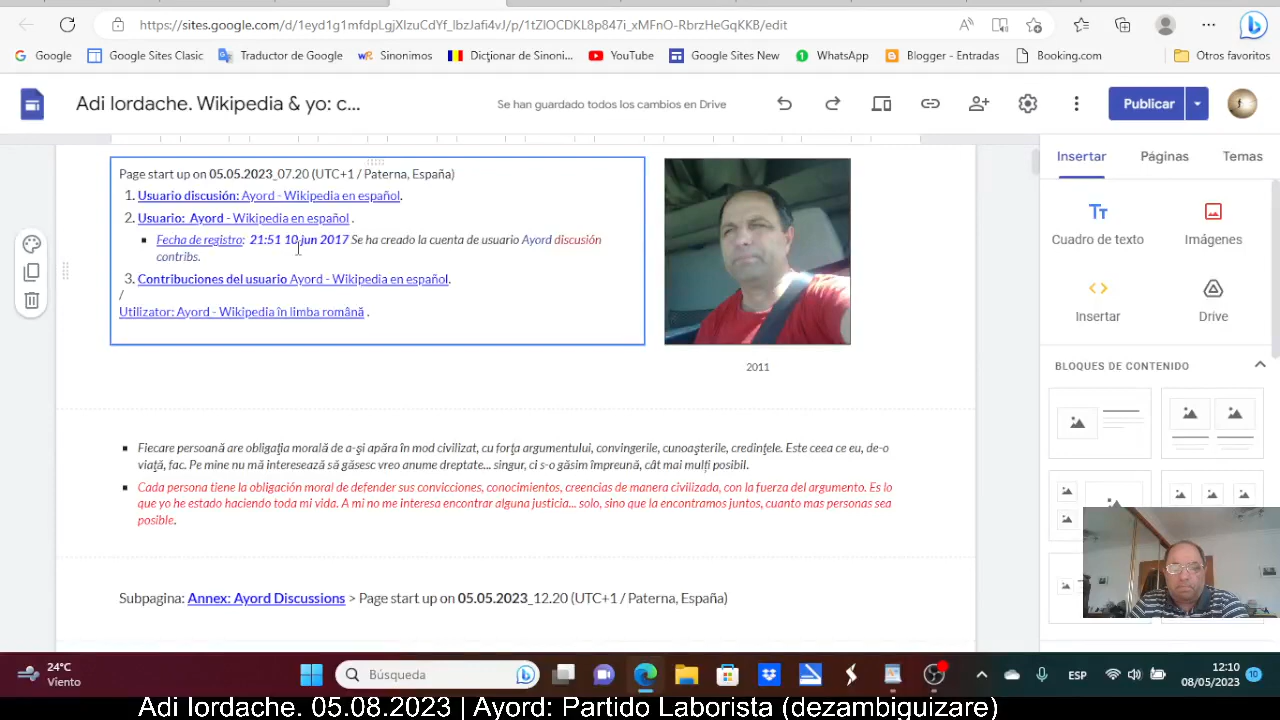 https://sites.google.com/d/1eyd1g1mfdpLgjXIzuCdYf_lbzJafi4vJ/p/1tZlOCDKL8p847i_xMFnO-RbrzHeGqKKB/edit
Google
Google Sites Clasic
Traductor de Google
Sinonimos
Dicționar de Sinoni...
YouTube
Google Sites New
WhatsApp
Blogger - Entradas
Booking.com
Otros favoritos
Adi Iordache. Wikipedia & yo: c...
Se han guardado todos los cambios en Drive
Publicar
Insertar
Páginas
Temas
Page start up on 05.05.2023_07.20 (UTC+1 / Paterna, España)
1. Usuario discusión: Ayord - Wikipedia en español.
2. Usuario: Ayord - Wikipedia en español .
Fecha de registro: 21:51 10 jun 2017 Se ha creado la cuenta de usuario Ayord discusión
contribs.
3. Contribuciones del usuario Ayord - Wikipedia en español.
/
Utilizator: Ayord - Wikipedia în limba română .
2011
Cuadro de texto
Imágenes
Insertar
Drive
BLOQUES DE CONTENIDO
Fiecare persoană are obligaţia morală de a-şi apăra în mod civilizat, cu forţa argumentului, convingerile, cunoaşterile, credinţele. Este ceea ce eu, de-o
viaţă, fac. Pe mine nu mă interesează să găsesc vreo anume dreptate... singur, ci s-o găsim împreună, cât mai mulţi posibil.
Cada persona tiene la obligación moral de defender sus convicciones, conocimientos, creencias de manera civilizada, con la fuerza del argumento. Es lo
que yo he estado haciendo toda mi vida. A mi no me interesa encontrar alguna justicia... solo, sino que la encontramos juntos, cuanto mas personas sea
posible.
Subpagina: Annex: Ayord Discussions > Page start up on 05.05.2023_12.20 (UTC+1 / Paterna, España)
24°C
Viento
Búsqueda
ESP
12:10
08/05/2023
10
Adi Iordache. 05.08.2023 | Ayord: Partido Laborista (dezambiguizare)